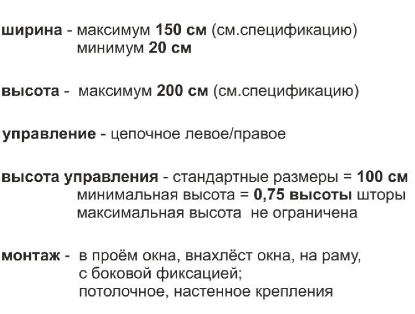 ширина - максимум 150 см (см.спецификацию)
минимум 20 см
высота - максимум 200 см (см.спецификацию)
управление - цепочное левое/правое
высота управления - стандартные размеры = 100 см
минимальная высота = 0,75 высоты шторы
максимальная высота не ограничена
монтаж - в проём окна, внахлёст окна, на раму,
с боковой фиксацией;
потолочное, настенное крепления